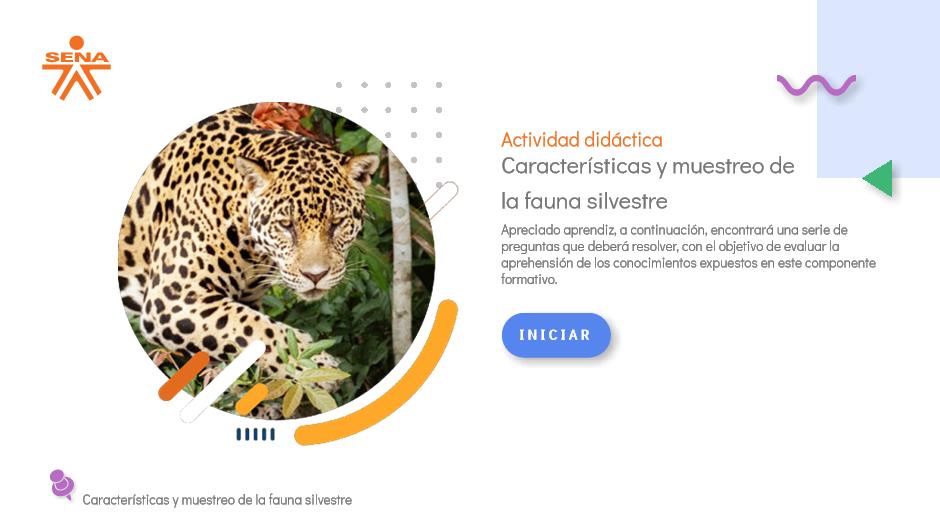 SENA
Actividad didáctica
Características y muestreo de
la fauna silvestre
Apreciado aprendiz, a continuación, encontrará una serie de
preguntas que deberá resolver, con el objetivo de evaluar la
aprehensión de los conocimientos expuestos en este componente
formativo.
INICIAR
Características y muestreo de la fauna silvestre